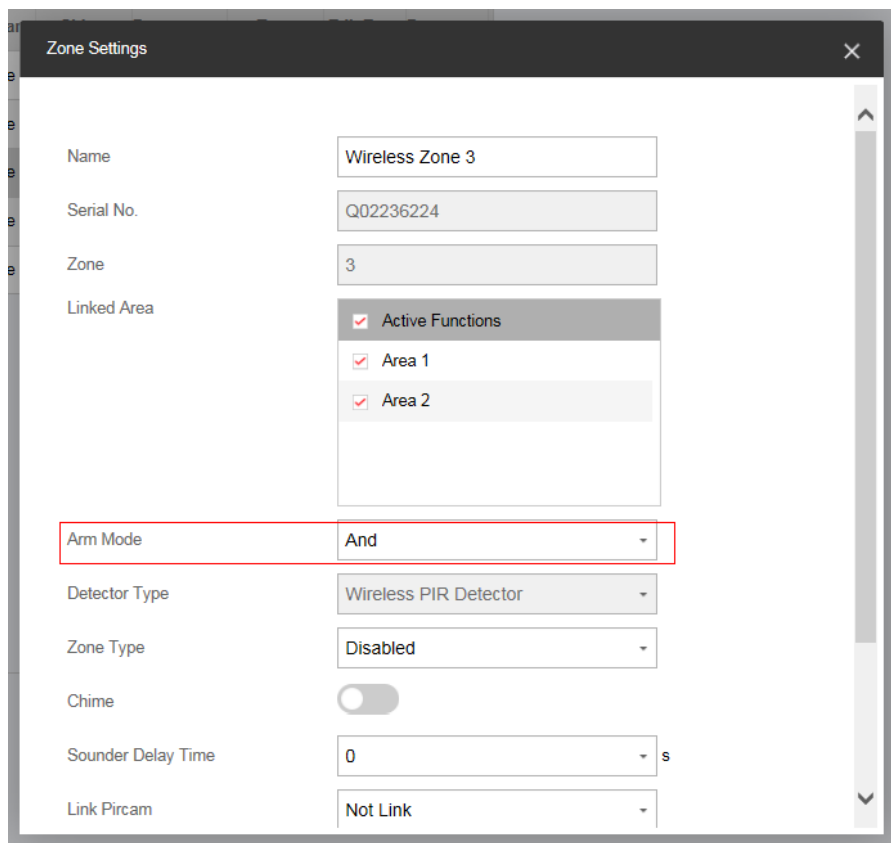 Zone Settings
Name Wireless Zone 3
Serial No. Q02236224
Zone 3
Linked Area
Active Functions
Area 1
Area 2
Arm Mode And
Detector Type Wireless PIR Detector
Zone Type Disabled
Chime
Sounder Delay Time 0 s
Link Pircam Not Link